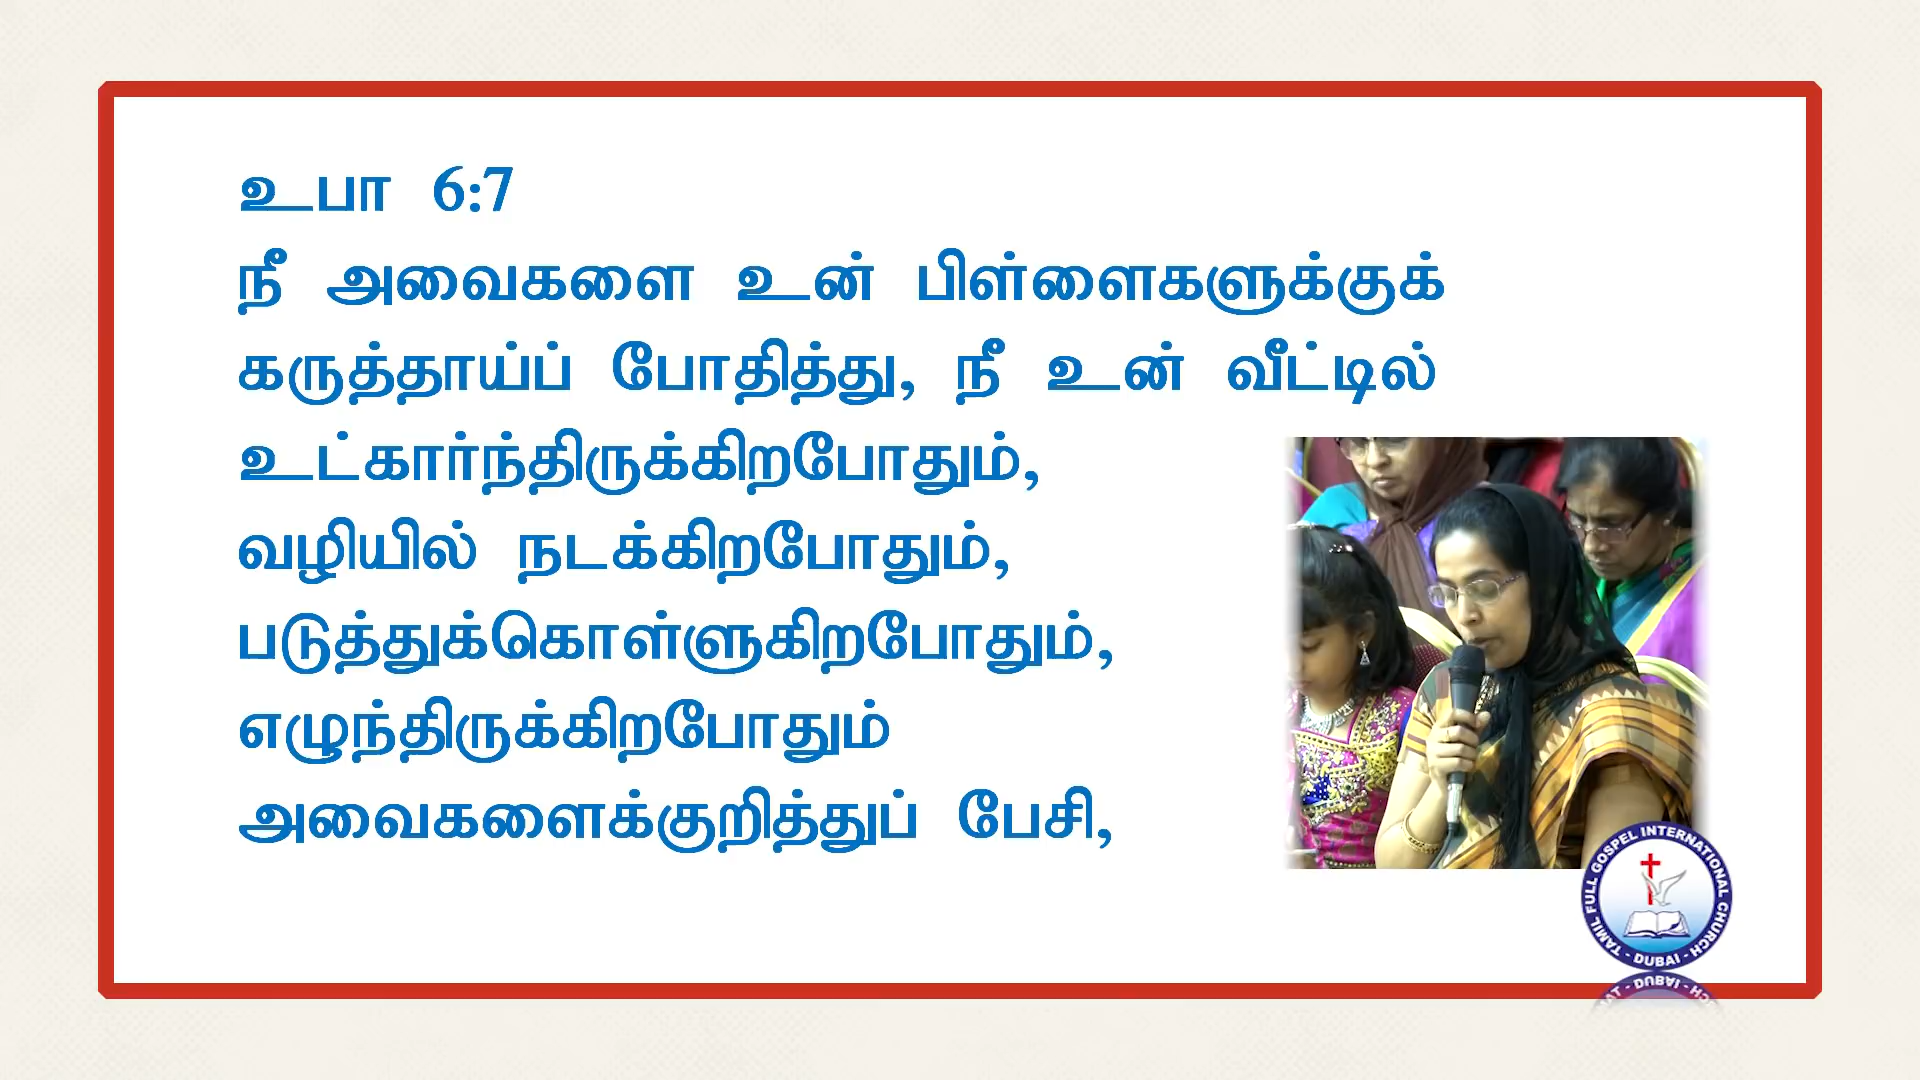 உபா 6:7
நீ அவைகளை உன் பிள்ளைகளுக்குக்
கருத்தாய்ப் போதித்து, நீ உன் வீட்டில்
உட்கார்ந்திருக்கிறபோதும்,
வழியில் நடக்கிறபோதும்,
படுத்துக்கொள்ளுகிறபோதும்,
எழுந்திருக்கிறபோதும்
அவைகளைக்குறித்துப் பேசி,
TAMIL FULL GOSPEL INTERNATIONAL CHURCH - DUBAI -